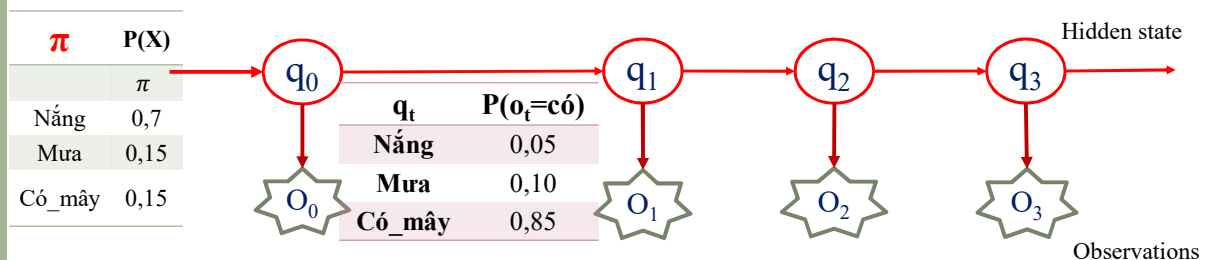 π P(X)
π
Nắng 0,7
Mưa 0,15
Có_mây 0,15
q0
q1
q2
q3
Hidden state
qt P(ot=có)
Nắng 0,05
Mưa 0,10
Có_mây 0,85
O0
O1
O2
O3
Observations